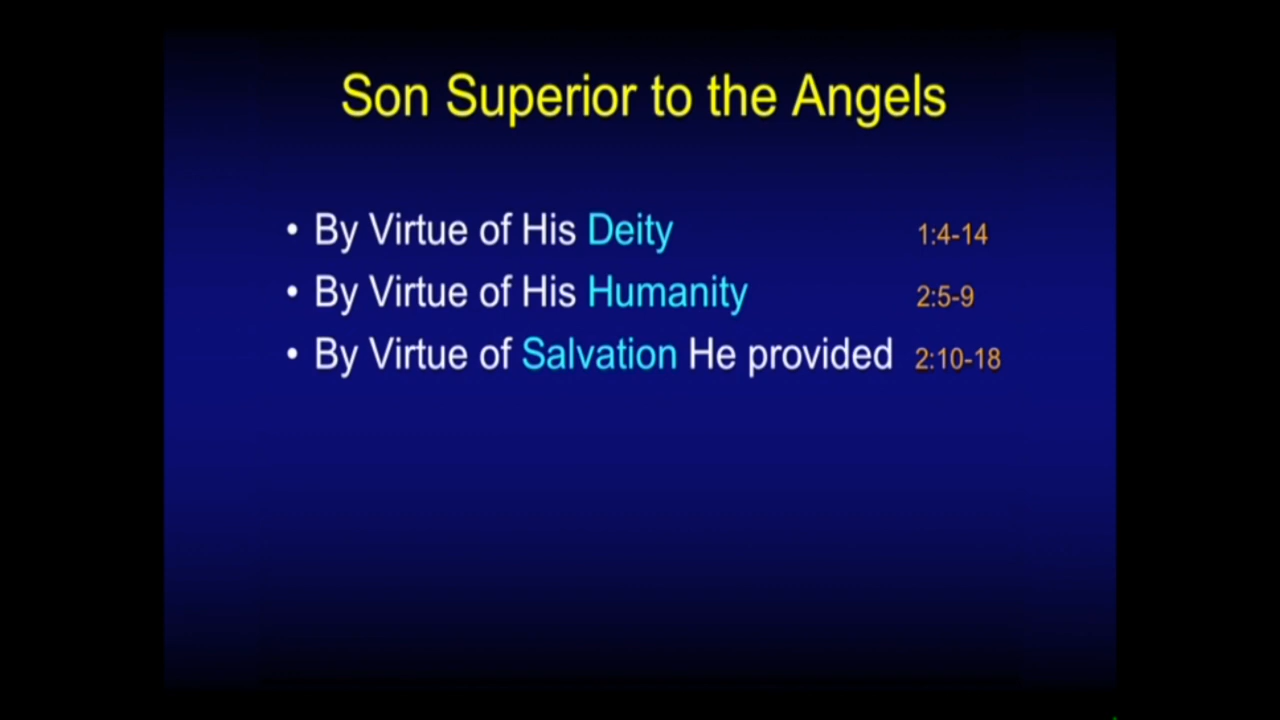 Son Superior to the Angels
• By Virtue of His Deity 1:4-14
• By Virtue of His Humanity 2:5-9
• By Virtue of Salvation He provided 2:10-18